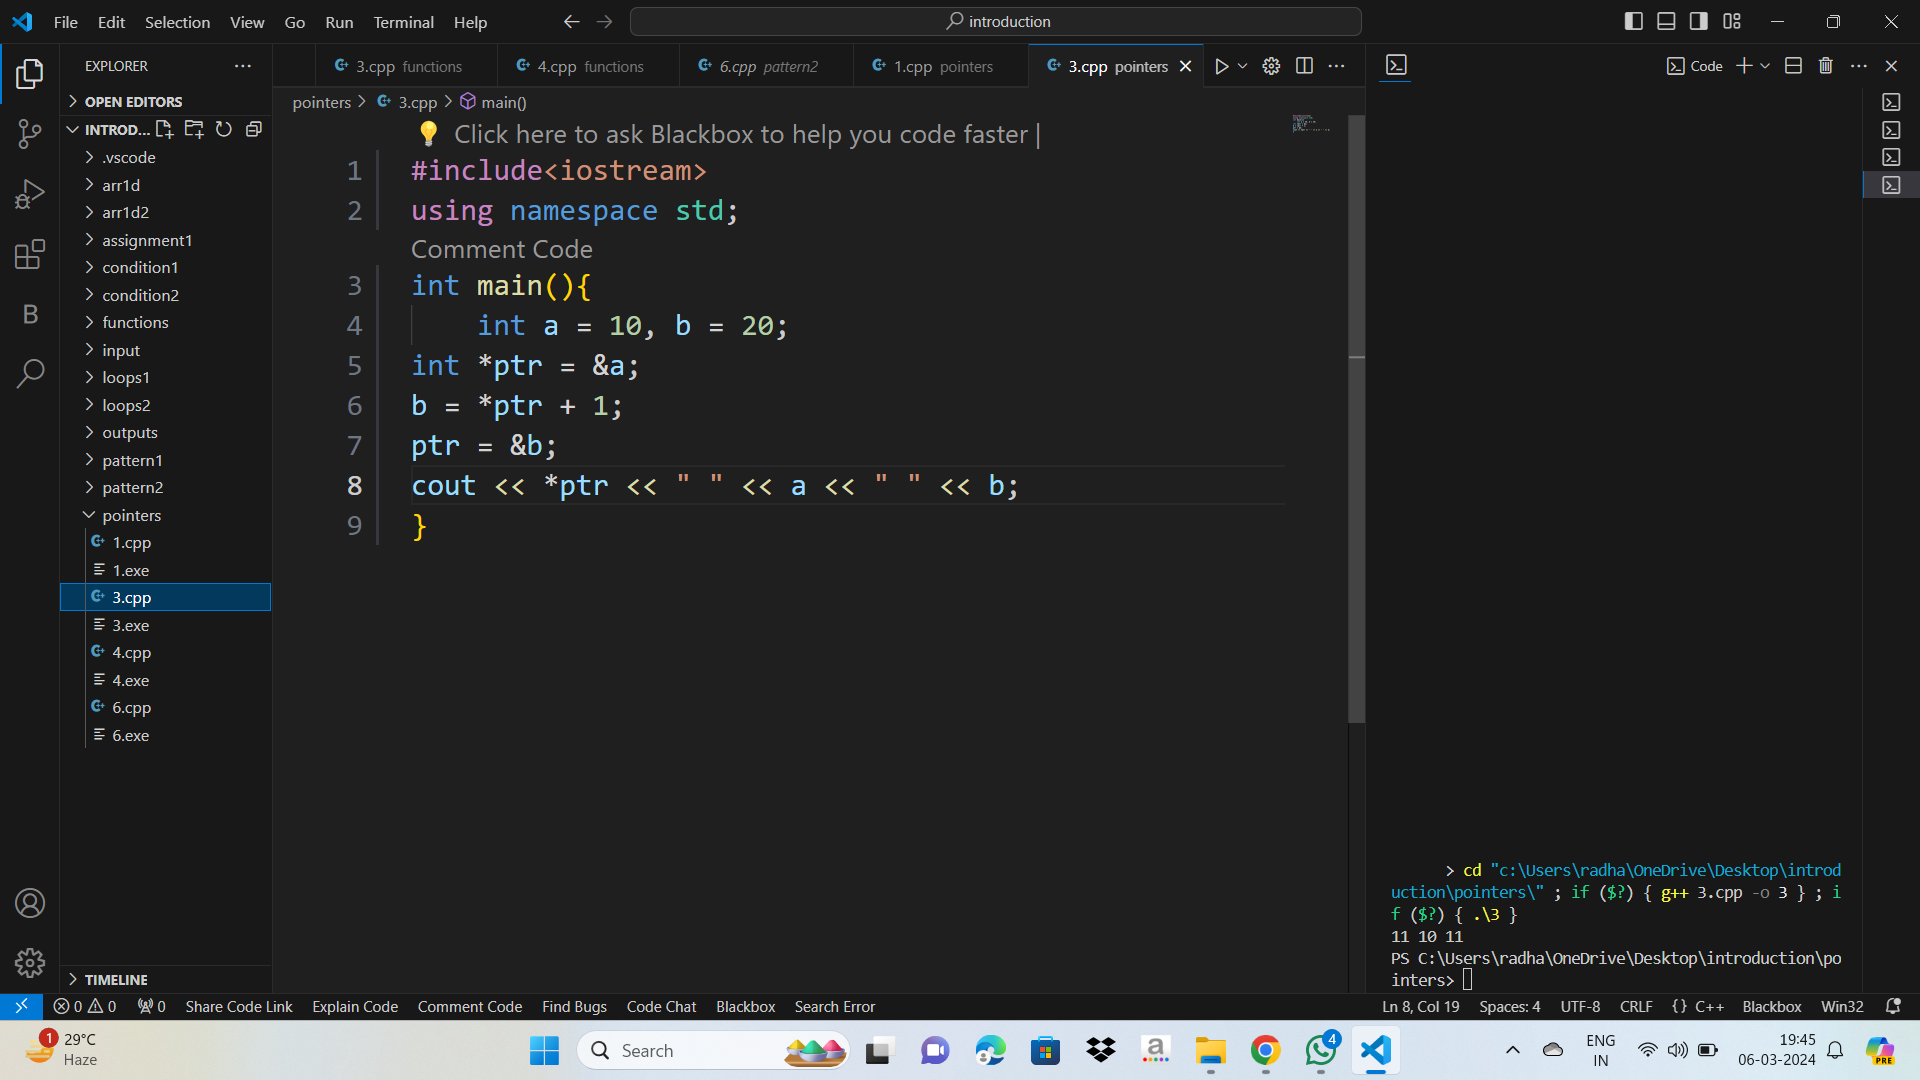 File Edit Selection View Go Run Terminal Help
introduction
EXPLORER
OPEN EDITORS
INTROD...
.vscode
arr1d
arr1d2
assignment1
condition1
condition2
functions
input
loops1
loops2
outputs
pattern1
pattern2
pointers
1.cpp
1.exe
3.cpp
3.exe
4.cpp
4.exe
6.cpp
6.exe
TIMELINE
3.cpp functions
4.cpp functions
6.cpp pattern2
1.cpp pointers
3.cpp pointers
pointers > 3.cpp > main()
Click here to ask Blackbox to help you code faster |
1 #include<iostream>
2 using namespace std;
Comment Code
3 int main(){
4 int a = 10, b = 20;
5 int *ptr = &a;
6 b = *ptr + 1;
7 ptr = &b;
8 cout << *ptr << " " << a << " " << b;
9 }
Code
> cd "c:\Users\radha\OneDrive\Desktop\introd
uction\pointers\" ; if ($?) { g++ 3.cpp -o 3 } ; i
f ($?) { .\3 }
11 10 11
PS C:\Users\radha\OneDrive\Desktop\introduction\po
inters>
0 0 0 Share Code Link Explain Code Comment Code Find Bugs Code Chat Blackbox Search Error
Ln 8, Col 19 Spaces: 4 UTF-8 CRLF {} C++ Blackbox Win32
1
29°C
Haze
Search
a
4
ENG
IN
19:45
06-03-2024
PRE